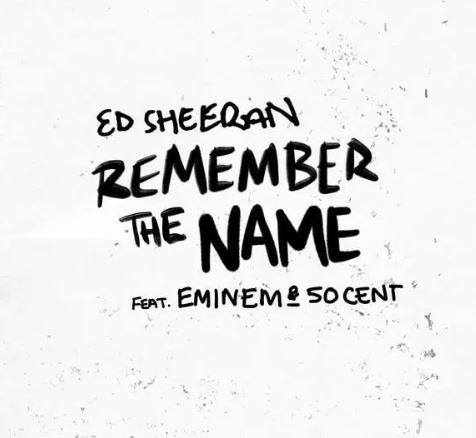 ED SHEERAN
REMEMBER
THE NAME
FEAT. EMINEM & 50 CENT